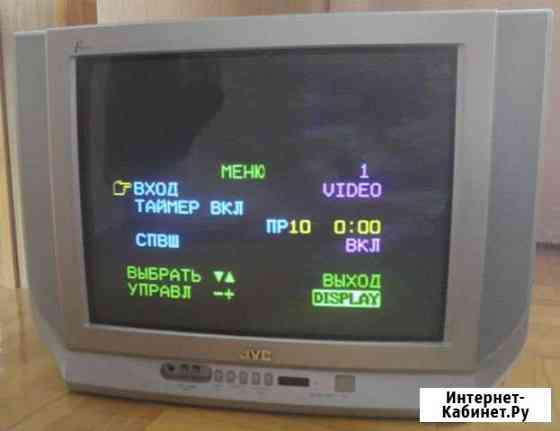 МЕНЮ 1
ВХОД VIDEO
ТАЙМЕР ВКЛ
ПР10 0:00
СПВШ ВКЛ
ВЫБРАТЬ ▼▲ ВЫХОД
УПРАВЛ −+ DISPLAY
JVC
Интернет-
Кабинет.Ру